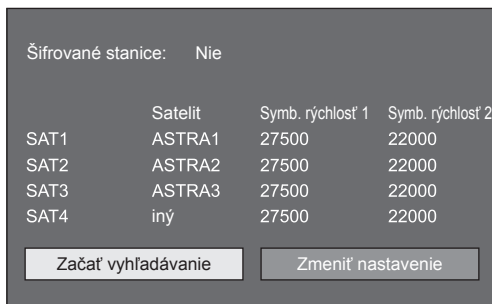 Šifrované stanice: Nie
Satelit Symb. rýchlosť 1 Symb. rýchlosť 2
SAT1 ASTRA1 27500 22000
SAT2 ASTRA2 27500 22000
SAT3 ASTRA3 27500 22000
SAT4 iný 27500 22000
Začať vyhľadávanie Zmeniť nastavenie